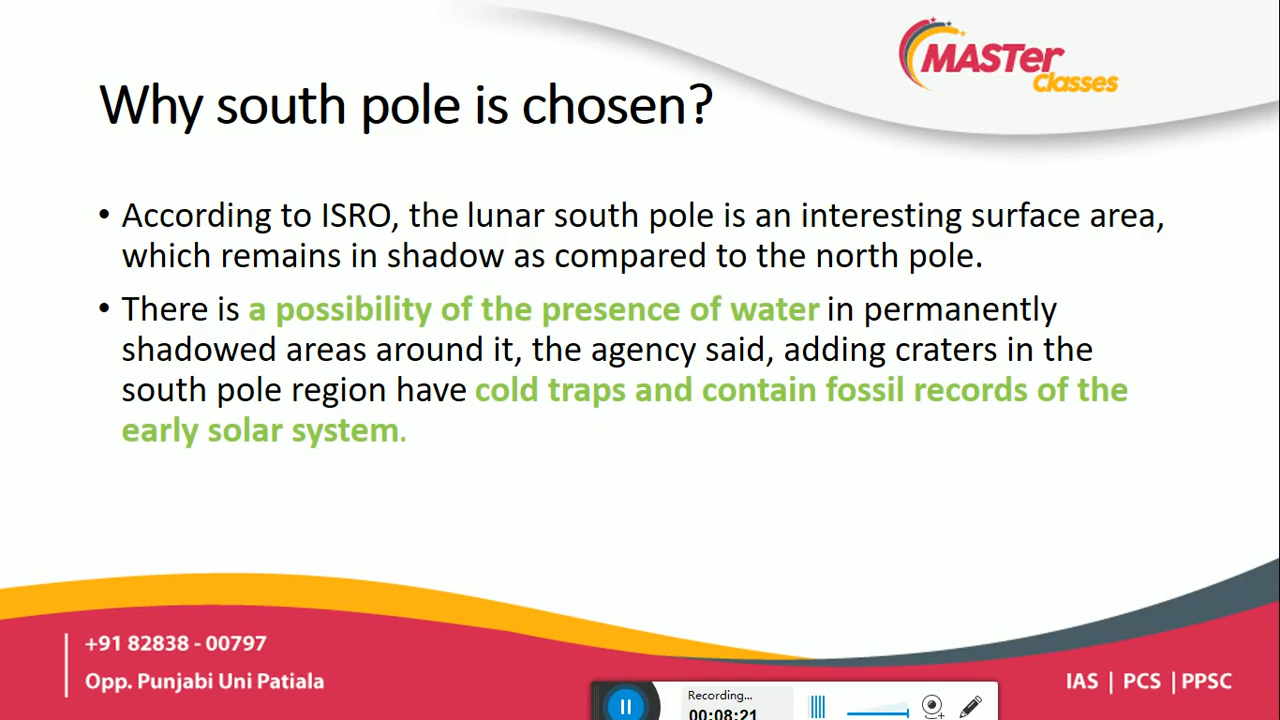 MASTer
Classes
Why south pole is chosen?
• According to ISRO, the lunar south pole is an interesting surface area,
which remains in shadow as compared to the north pole.
• There is a possibility of the presence of water in permanently
shadowed areas around it, the agency said, adding craters in the
south pole region have cold traps and contain fossil records of the
early solar system.
+91 82838 - 00797
Opp. Punjabi Uni Patiala
IAS | PCS | PPSC
Recording...
00:08:21